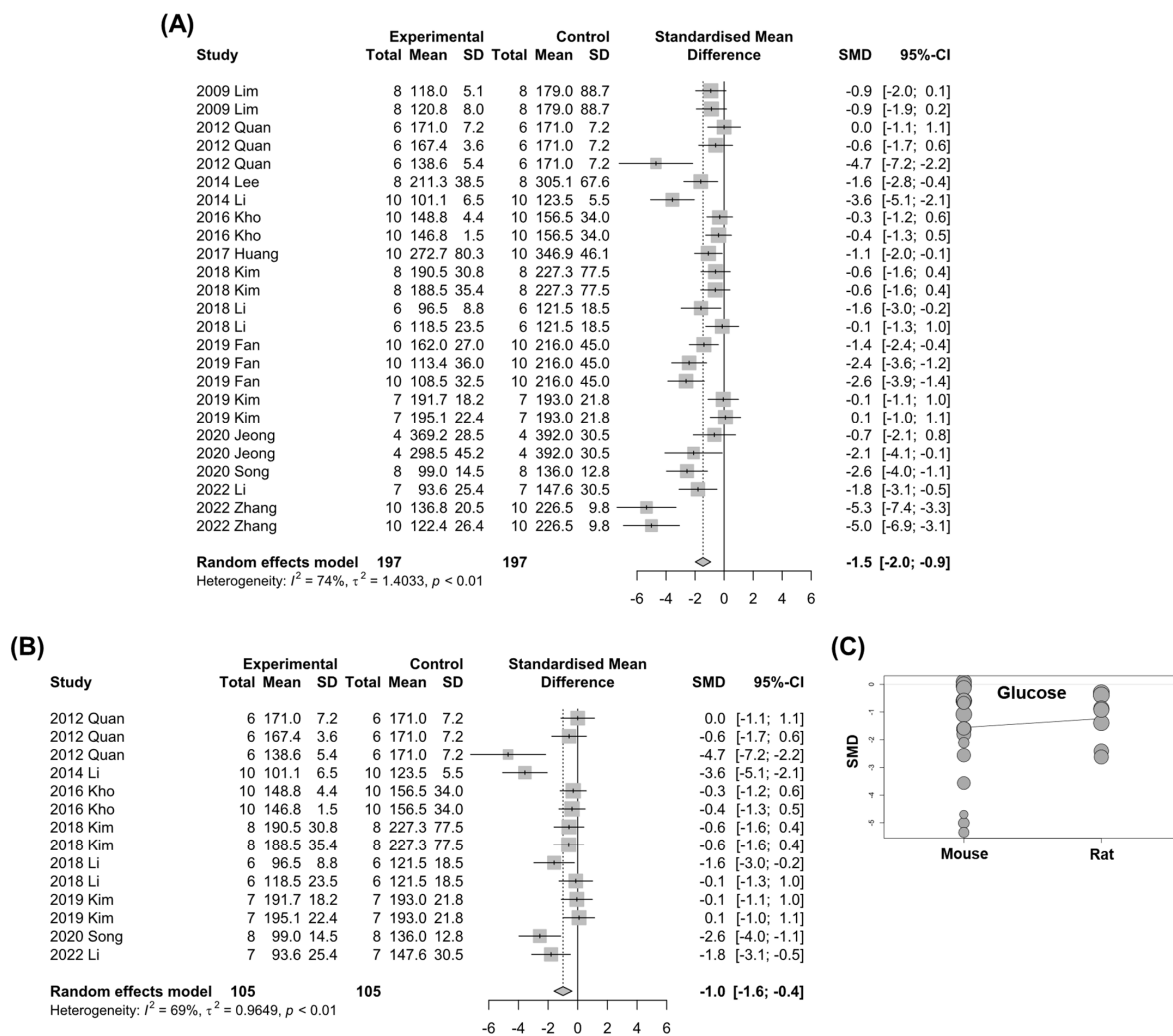 (A)
Experimental Control Standardised Mean
Study Total Mean SD Total Mean SD Difference SMD 95%-CI
2009 Lim 8 118.0 5.1 8 179.0 88.7 -0.9 [-2.0; 0.1]
2009 Lim 8 120.8 8.0 8 179.0 88.7 -0.9 [-1.9; 0.2]
2012 Quan 6 171.0 7.2 6 171.0 7.2 0.0 [-1.1; 1.1]
2012 Quan 6 167.4 3.6 6 171.0 7.2 -0.6 [-1.7; 0.6]
2012 Quan 6 138.6 5.4 6 171.0 7.2 -4.7 [-7.2; -2.2]
2014 Lee 8 211.3 38.5 8 305.1 67.6 -1.6 [-2.8; -0.4]
2014 Li 10 101.1 6.5 10 123.5 5.5 -3.6 [-5.1; -2.1]
2016 Kho 10 148.8 4.4 10 156.5 34.0 -0.3 [-1.2; 0.6]
2016 Kho 10 146.8 1.5 10 156.5 34.0 -0.4 [-1.3; 0.5]
2017 Huang 10 272.7 80.3 10 346.9 46.1 -1.1 [-2.0; -0.1]
2018 Kim 8 190.5 30.8 8 227.3 77.5 -0.6 [-1.6; 0.4]
2018 Kim 8 188.5 35.4 8 227.3 77.5 -0.6 [-1.6; 0.4]
2018 Li 6 96.5 8.8 6 121.5 18.5 -1.6 [-3.0; -0.2]
2018 Li 6 118.5 23.5 6 121.5 18.5 -0.1 [-1.3; 1.0]
2019 Fan 10 162.0 27.0 10 216.0 45.0 -1.4 [-2.4; -0.4]
2019 Fan 10 113.4 36.0 10 216.0 45.0 -2.4 [-3.6; -1.2]
2019 Fan 10 108.5 32.5 10 216.0 45.0 -2.6 [-3.9; -1.4]
2019 Kim 7 191.7 18.2 7 193.0 21.8 -0.1 [-1.1; 1.0]
2019 Kim 7 195.1 22.4 7 193.0 21.8 0.1 [-1.0; 1.1]
2020 Jeong 4 369.2 28.5 4 392.0 30.5 -0.7 [-2.1; 0.8]
2020 Jeong 4 298.5 45.2 4 392.0 30.5 -2.1 [-4.1; -0.1]
2020 Song 8 99.0 14.5 8 136.0 12.8 -2.6 [-4.0; -1.1]
2022 Li 7 93.6 25.4 7 147.6 30.5 -1.8 [-3.1; -0.5]
2022 Zhang 10 136.8 20.5 10 226.5 9.8 -5.3 [-7.4; -3.3]
2022 Zhang 10 122.4 26.4 10 226.5 9.8 -5.0 [-6.9; -3.1]
Random effects model 197 197 -1.5 [-2.0; -0.9]
Heterogeneity: I² = 74%, τ² = 1.4033, p < 0.01
-6 -4 -2 0 2 4 6
(B)
Experimental Control Standardised Mean
Study Total Mean SD Total Mean SD Difference SMD 95%-CI
2012 Quan 6 171.0 7.2 6 171.0 7.2 0.0 [-1.1; 1.1]
2012 Quan 6 167.4 3.6 6 171.0 7.2 -0.6 [-1.7; 0.6]
2012 Quan 6 138.6 5.4 6 171.0 7.2 -4.7 [-7.2; -2.2]
2014 Li 10 101.1 6.5 10 123.5 5.5 -3.6 [-5.1; -2.1]
2016 Kho 10 148.8 4.4 10 156.5 34.0 -0.3 [-1.2; 0.6]
2016 Kho 10 146.8 1.5 10 156.5 34.0 -0.4 [-1.3; 0.5]
2018 Kim 8 190.5 30.8 8 227.3 77.5 -0.6 [-1.6; 0.4]
2018 Kim 8 188.5 35.4 8 227.3 77.5 -0.6 [-1.6; 0.4]
2018 Li 6 96.5 8.8 6 121.5 18.5 -1.6 [-3.0; -0.2]
2018 Li 6 118.5 23.5 6 121.5 18.5 -0.1 [-1.3; 1.0]
2019 Kim 7 191.7 18.2 7 193.0 21.8 -0.1 [-1.1; 1.0]
2019 Kim 7 195.1 22.4 7 193.0 21.8 0.1 [-1.0; 1.1]
2020 Song 8 99.0 14.5 8 136.0 12.8 -2.6 [-4.0; -1.1]
2022 Li 7 93.6 25.4 7 147.6 30.5 -1.8 [-3.1; -0.5]
Random effects model 105 105 -1.0 [-1.6; -0.4]
Heterogeneity: I² = 69%, τ² = 0.9649, p < 0.01
-6 -4 -2 0 2 4 6
(C)
Glucose
SMD
0
-1
-2
-3
-4
-5
Mouse Rat